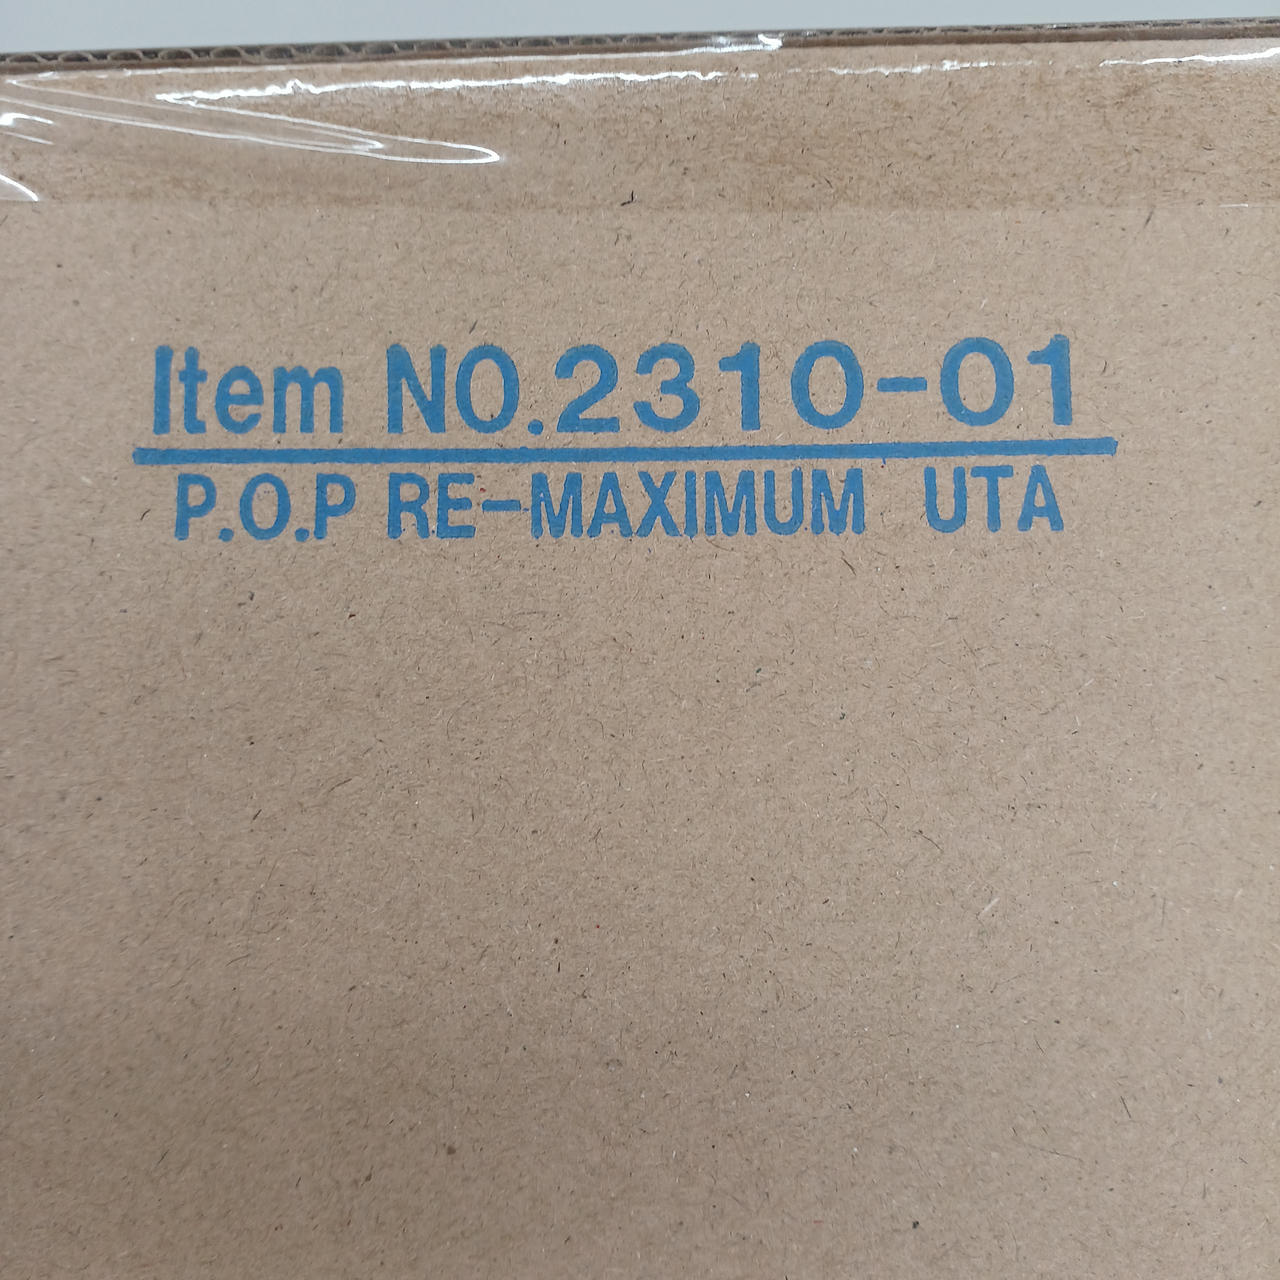 Item NO.2310-01
P.O.P RE-MAXIMUM UTA